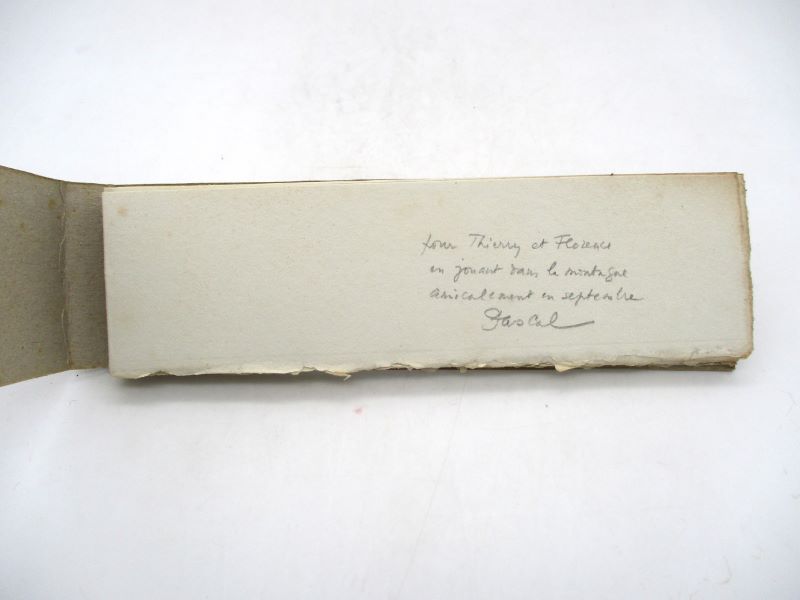 pour Thierry et Florence
en jouant dans la montagne
amicalement en septembre
Pascal